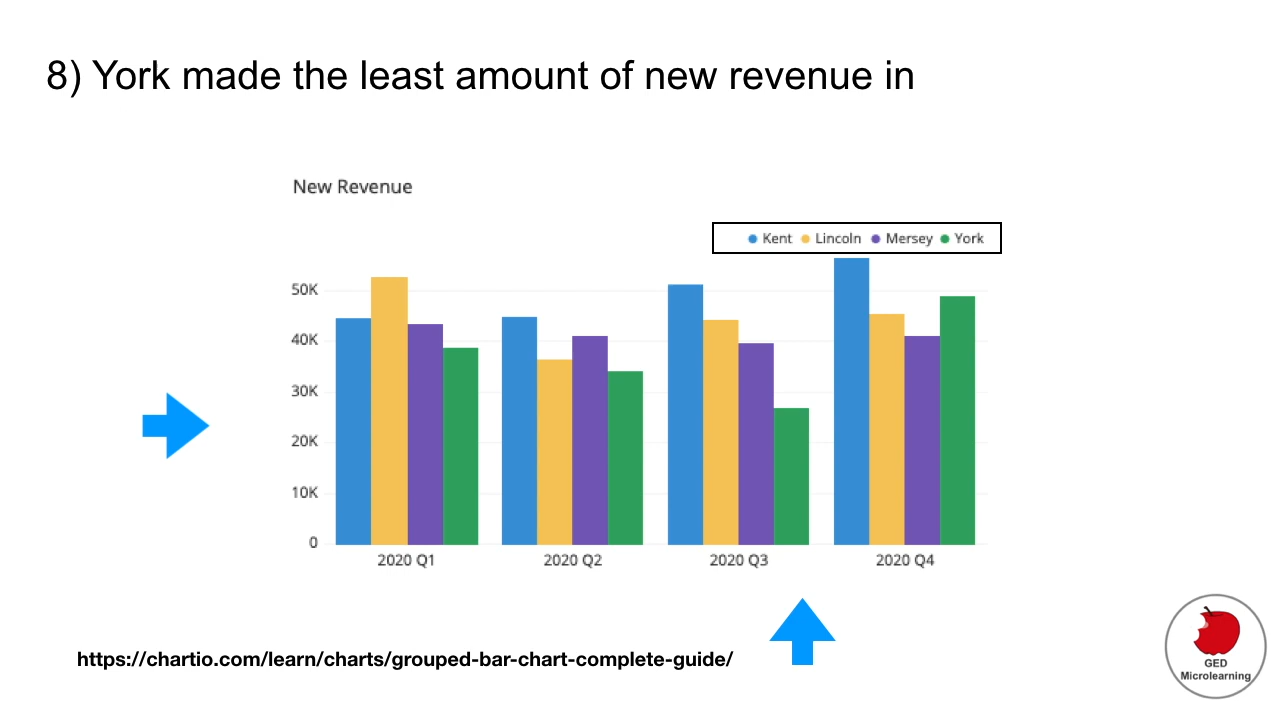 8) York made the least amount of new revenue in
New Revenue
Kent Lincoln Mersey York
50K
40K
30K
20K
10K
0
2020 Q1 2020 Q2 2020 Q3 2020 Q4
https://chartio.com/learn/charts/grouped-bar-chart-complete-guide/
GED
Microlearning